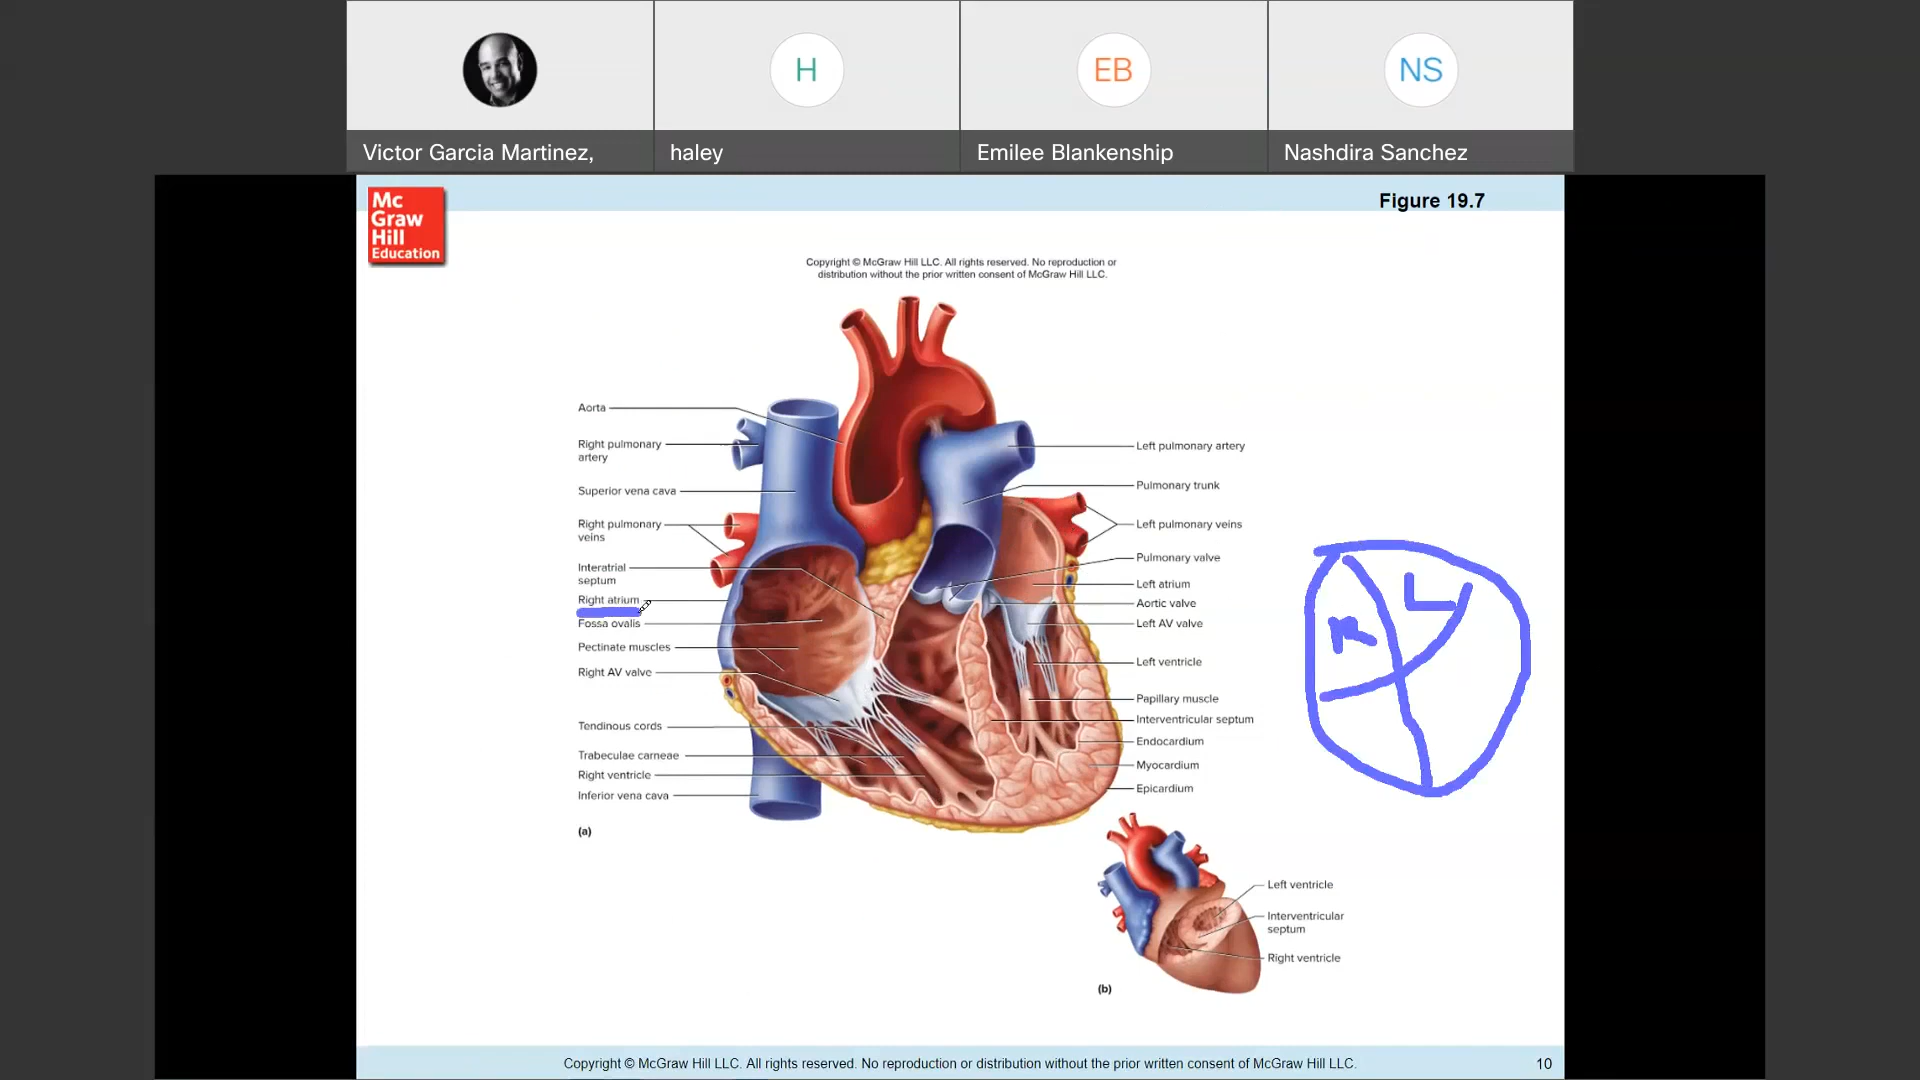 H
EB
NS
Victor Garcia Martinez,
haley
Emilee Blankenship
Nashdira Sanchez
Mc
Graw
Hill
Education
Figure 19.7
Copyright © McGraw Hill LLC. All rights reserved. No reproduction or
distribution without the prior written consent of McGraw Hill LLC.
Aorta
Right pulmonary
artery
Superior vena cava
Right pulmonary
veins
Interatrial
septum
Right atrium
Fossa ovalis
Pectinate muscles
Right AV valve
Tendinous cords
Trabeculae carneae
Right ventricle
Inferior vena cava
(a)
Left pulmonary artery
Pulmonary trunk
Left pulmonary veins
Pulmonary valve
Left atrium
Aortic valve
Left AV valve
Left ventricle
Papillary muscle
Interventricular septum
Endocardium
Myocardium
Epicardium
R
L
Left ventricle
Interventricular
septum
Right ventricle
(b)
Copyright © McGraw Hill LLC. All rights reserved. No reproduction or distribution without the prior written consent of McGraw Hill LLC.
10